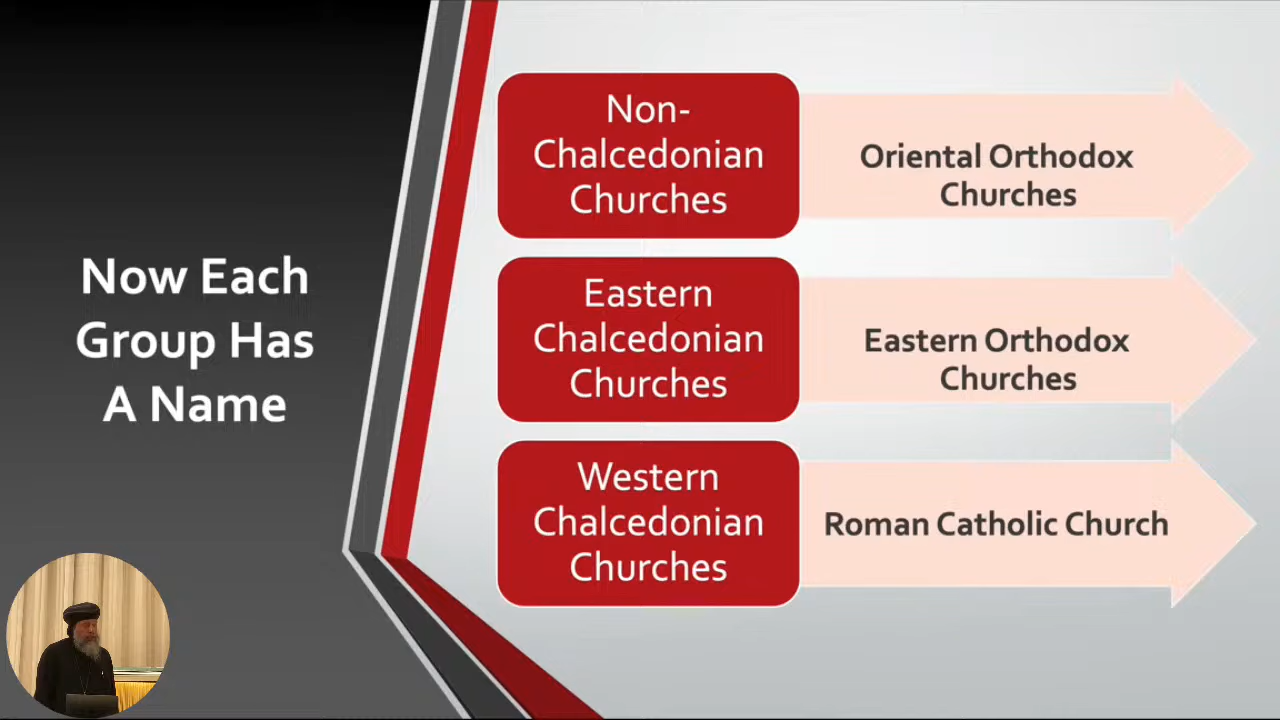 Now Each
Group Has
A Name
Non-
Chalcedonian
Churches
Oriental Orthodox
Churches
Eastern
Chalcedonian
Churches
Eastern Orthodox
Churches
Western
Chalcedonian
Churches
Roman Catholic Church